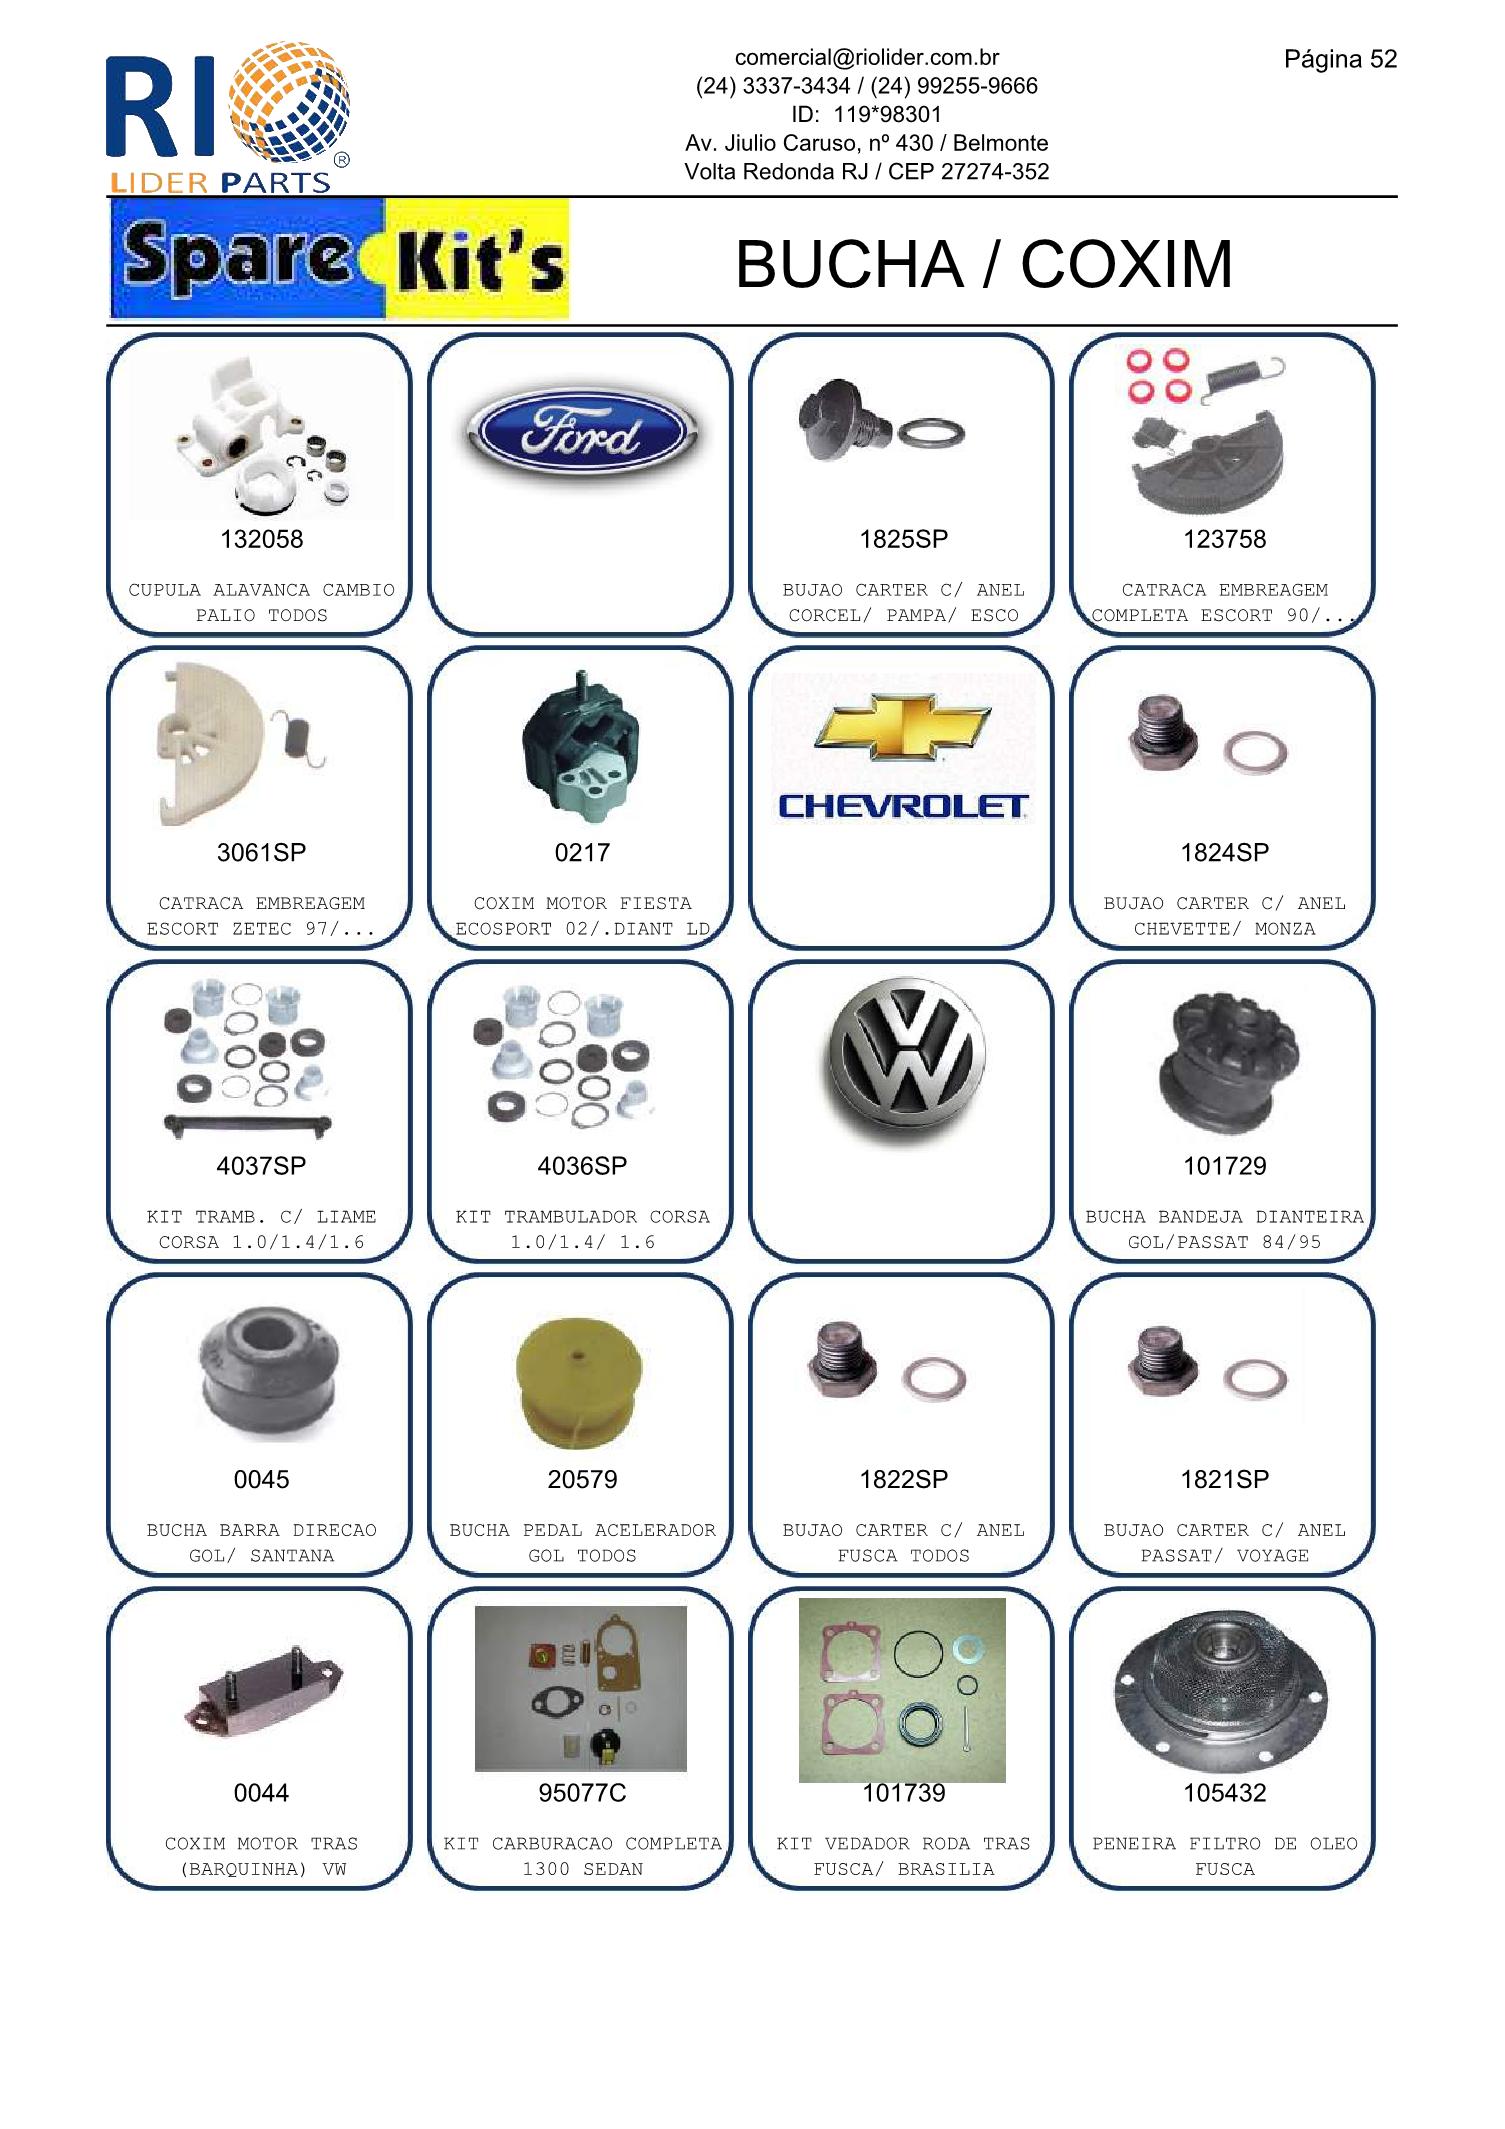 RIO
LIDER PARTS
®
comercial@riolider.com.br
(24) 3337-3434 / (24) 99255-9666
ID: 119*98301
Av. Jiulio Caruso, nº 430 / Belmonte
Volta Redonda RJ / CEP 27274-352
Página 52
Spare Kit's
BUCHA / COXIM
132058
CUPULA ALAVANCA CAMBIO
PALIO TODOS
Ford
1825SP
BUJAO CARTER C/ ANEL
CORCEL/ PAMPA/ ESCO
123758
CATRACA EMBREAGEM
COMPLETA ESCORT 90/...
3061SP
CATRACA EMBREAGEM
ESCORT ZETEC 97/...
0217
COXIM MOTOR FIESTA
ECOSPORT 02/.DIANT LD
CHEVROLET
1824SP
BUJAO CARTER C/ ANEL
CHEVETTE/ MONZA
4037SP
KIT TRAMB. C/ LIAME
CORSA 1.0/1.4/1.6
4036SP
KIT TRAMBULADOR CORSA
1.0/1.4/ 1.6
VW
101729
BUCHA BANDEJA DIANTEIRA
GOL/PASSAT 84/95
0045
BUCHA BARRA DIRECAO
GOL/ SANTANA
20579
BUCHA PEDAL ACELERADOR
GOL TODOS
1822SP
BUJAO CARTER C/ ANEL
FUSCA TODOS
1821SP
BUJAO CARTER C/ ANEL
PASSAT/ VOYAGE
0044
COXIM MOTOR TRAS
(BARQUINHA) VW
95077C
KIT CARBURACAO COMPLETA
1300 SEDAN
101739
KIT VEDADOR RODA TRAS
FUSCA/ BRASILIA
105432
PENEIRA FILTRO DE OLEO
FUSCA